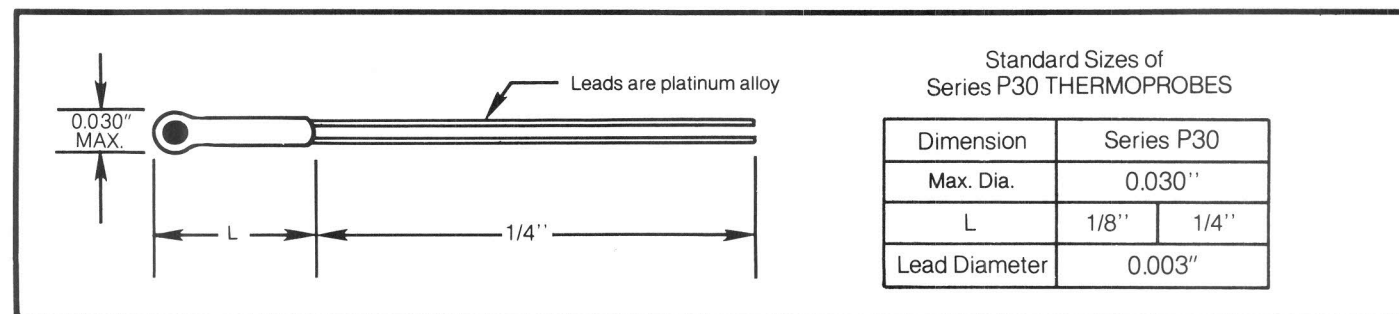 Leads are platinum alloy
0.030"
MAX.
L
1/4''
Standard Sizes of
Series P30 THERMOPROBES
Dimension Series P30
Max. Dia. 0.030''
L 1/8'' 1/4''
Lead Diameter 0.003"